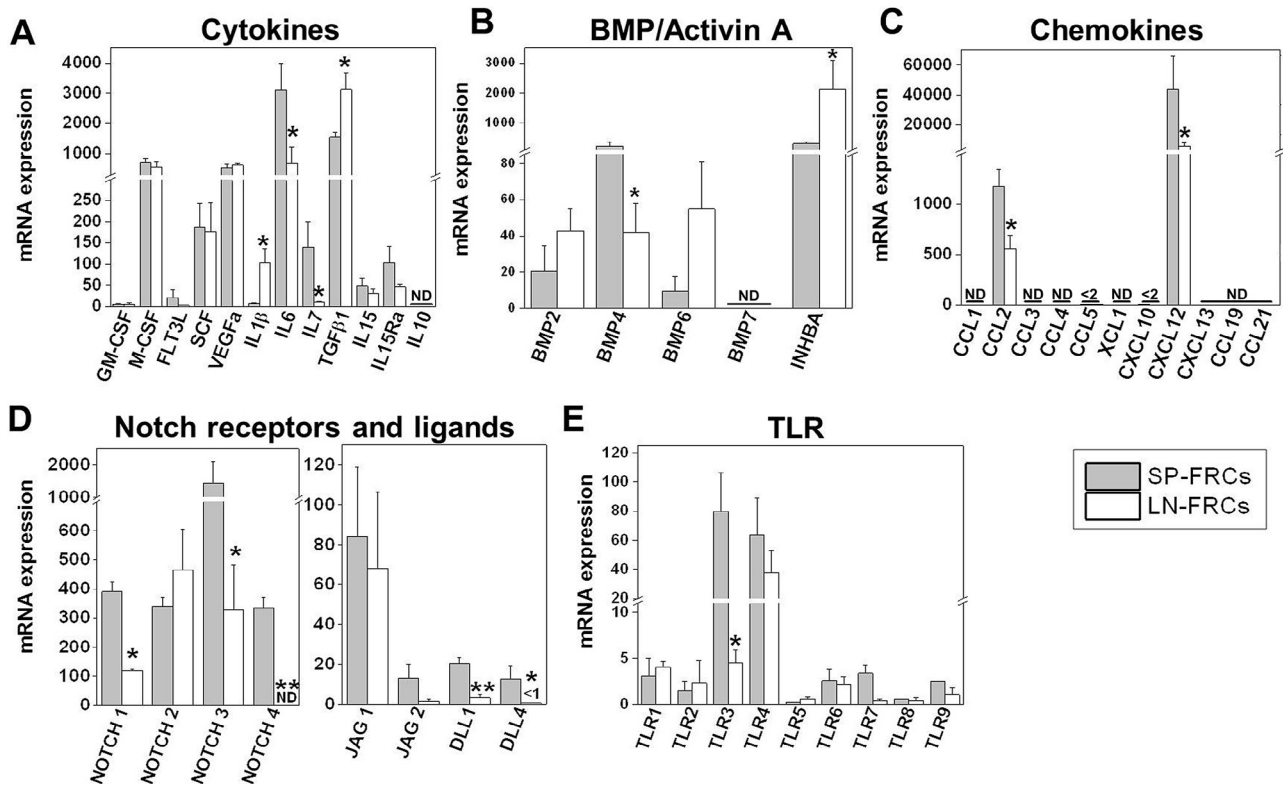 A Cytokines
mRNA expression
4000
3000
2000
1000
250
200
150
100
50
0
* * * *
ND
GM-CSF M-CSF FLT3L SCF VEGFa IL1β IL6 IL7 TGFβ1 IL15 IL15Ra IL10
B BMP/Activin A
mRNA expression
3000
2000
1000
80
60
40
20
0
* *
ND
BMP2 BMP4 BMP6 BMP7 INHBA
C Chemokines
mRNA expression
60000
40000
20000
1000
500
0
* *
ND ND ND <2 ND <2 ND
CCL1 CCL2 CCL3 CCL4 CCL5 XCL1 CXCL10 CXCL12 CXCL13 CCL19 CCL21
D Notch receptors and ligands
mRNA expression
2000
1000
500
400
300
200
100
0
* * **
ND
NOTCH 1 NOTCH 2 NOTCH 3 NOTCH 4
120
100
80
60
40
20
0
** *
<1
JAG 1 JAG 2 DLL1 DLL4
E TLR
mRNA expression
120
100
80
60
40
20
10
5
0
*
TLR1 TLR2 TLR3 TLR4 TLR5 TLR6 TLR7 TLR8 TLR9
SP-FRCs
LN-FRCs